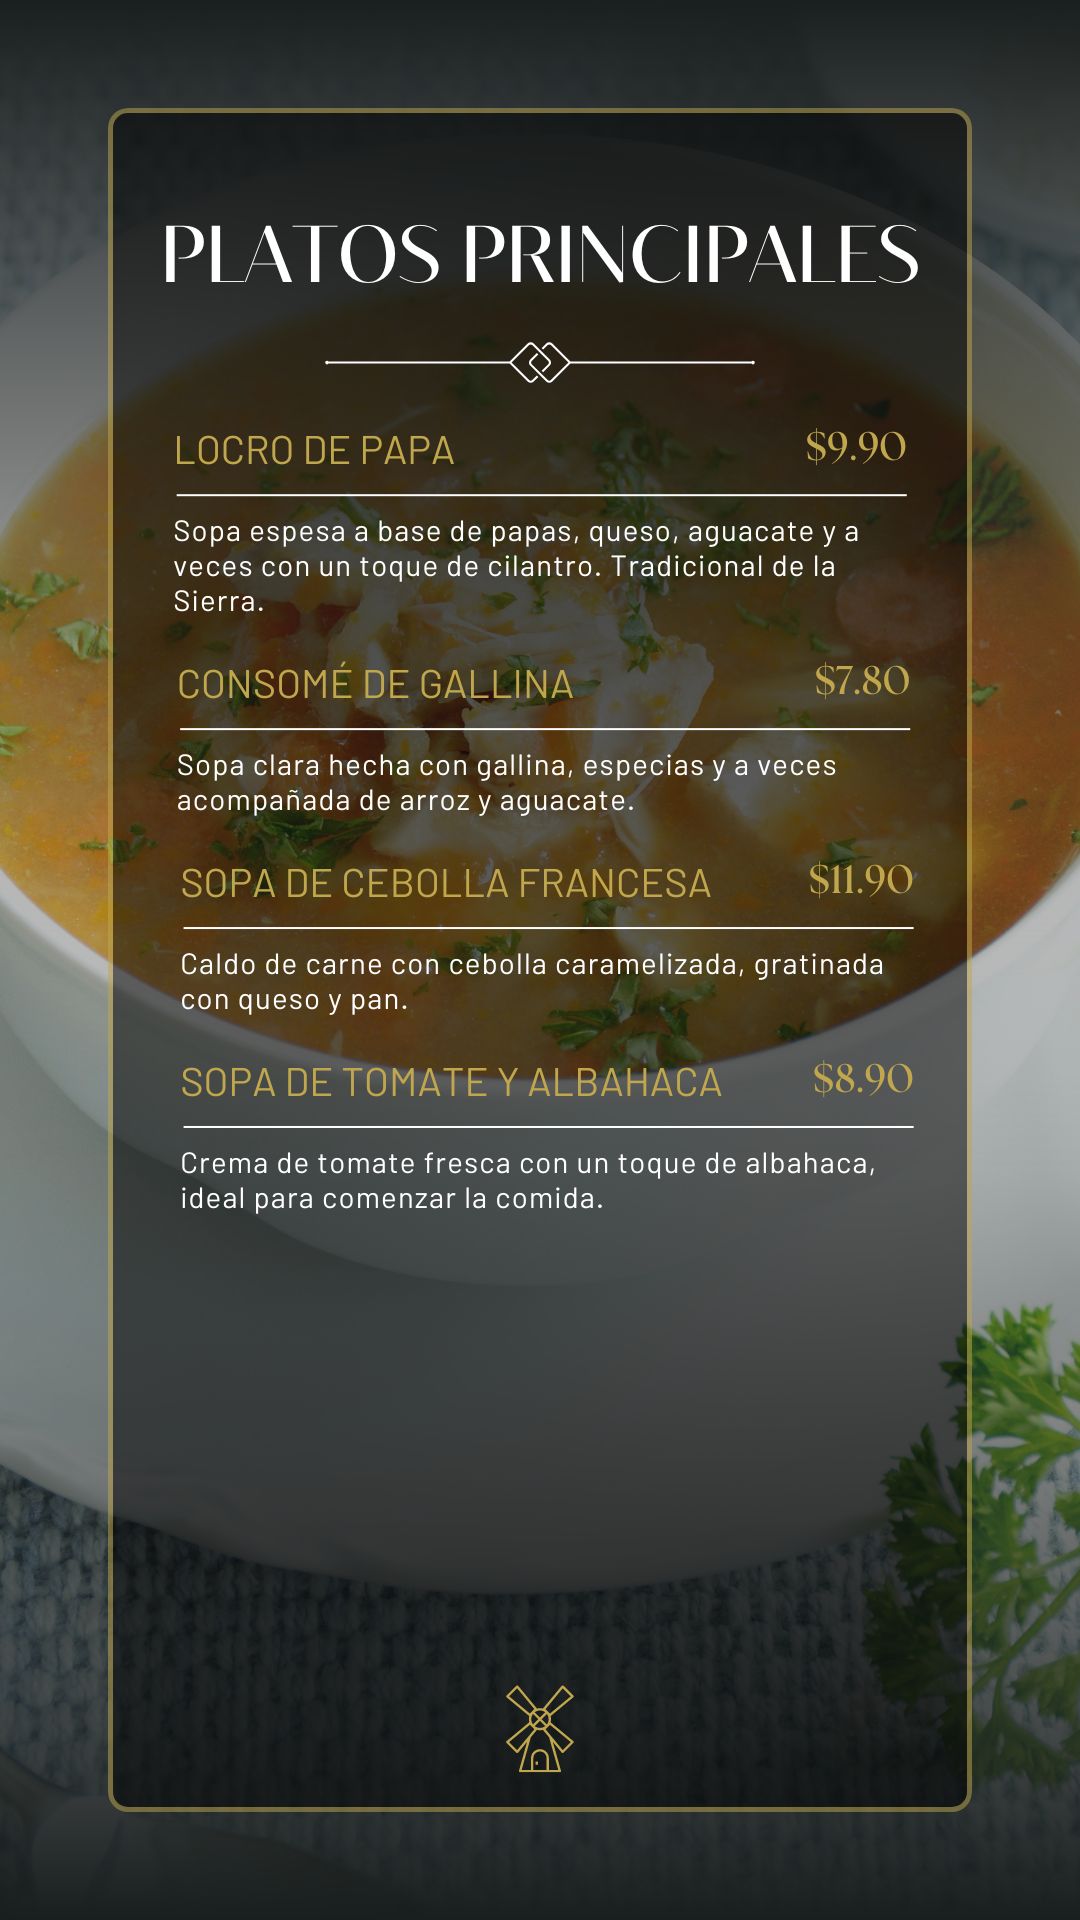 PLATOS PRINCIPALES
LOCRO DE PAPA $9.90
Sopa espesa a base de papas, queso, aguacate y a
veces con un toque de cilantro. Tradicional de la
Sierra.
CONSOMÉ DE GALLINA $7.80
Sopa clara hecha con gallina, especias y a veces
acompañada de arroz y aguacate.
SOPA DE CEBOLLA FRANCESA $11.90
Caldo de carne con cebolla caramelizada, gratinada
con queso y pan.
SOPA DE TOMATE Y ALBAHACA $8.90
Crema de tomate fresca con un toque de albahaca,
ideal para comenzar la comida.